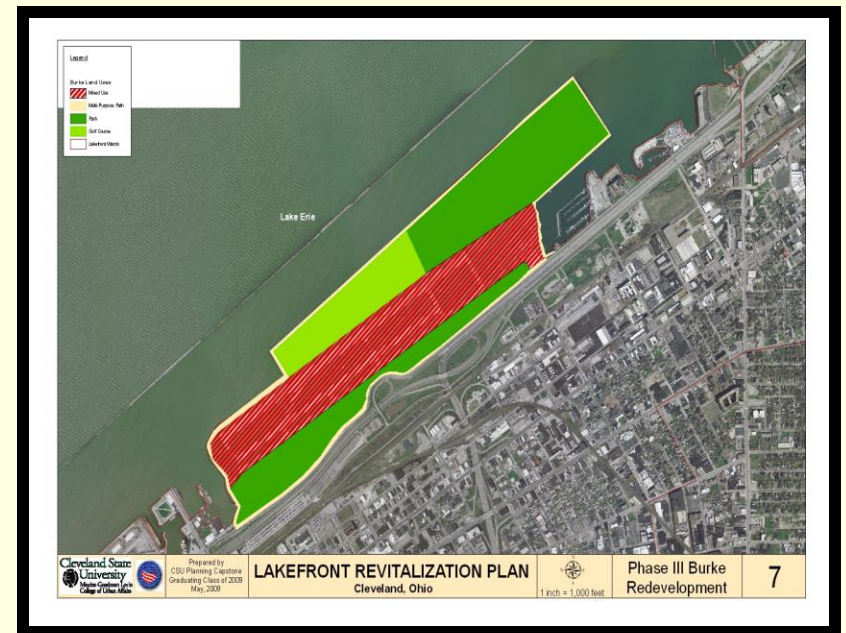 Legend
Burke Land Uses
Mixed Use
Multi-Purpose Path
Park
Golf Course
Lake Erie
Cleveland State
University
Maxine Goodman Levin
College of Urban Affairs
Prepared by
CSU Planning Capstone
Graduating Class of 2009
May, 2009
LAKEFRONT REVITALIZATION PLAN
Cleveland, Ohio
1 inch = 1,000 feet
Phase III Burke
Redevelopment
7